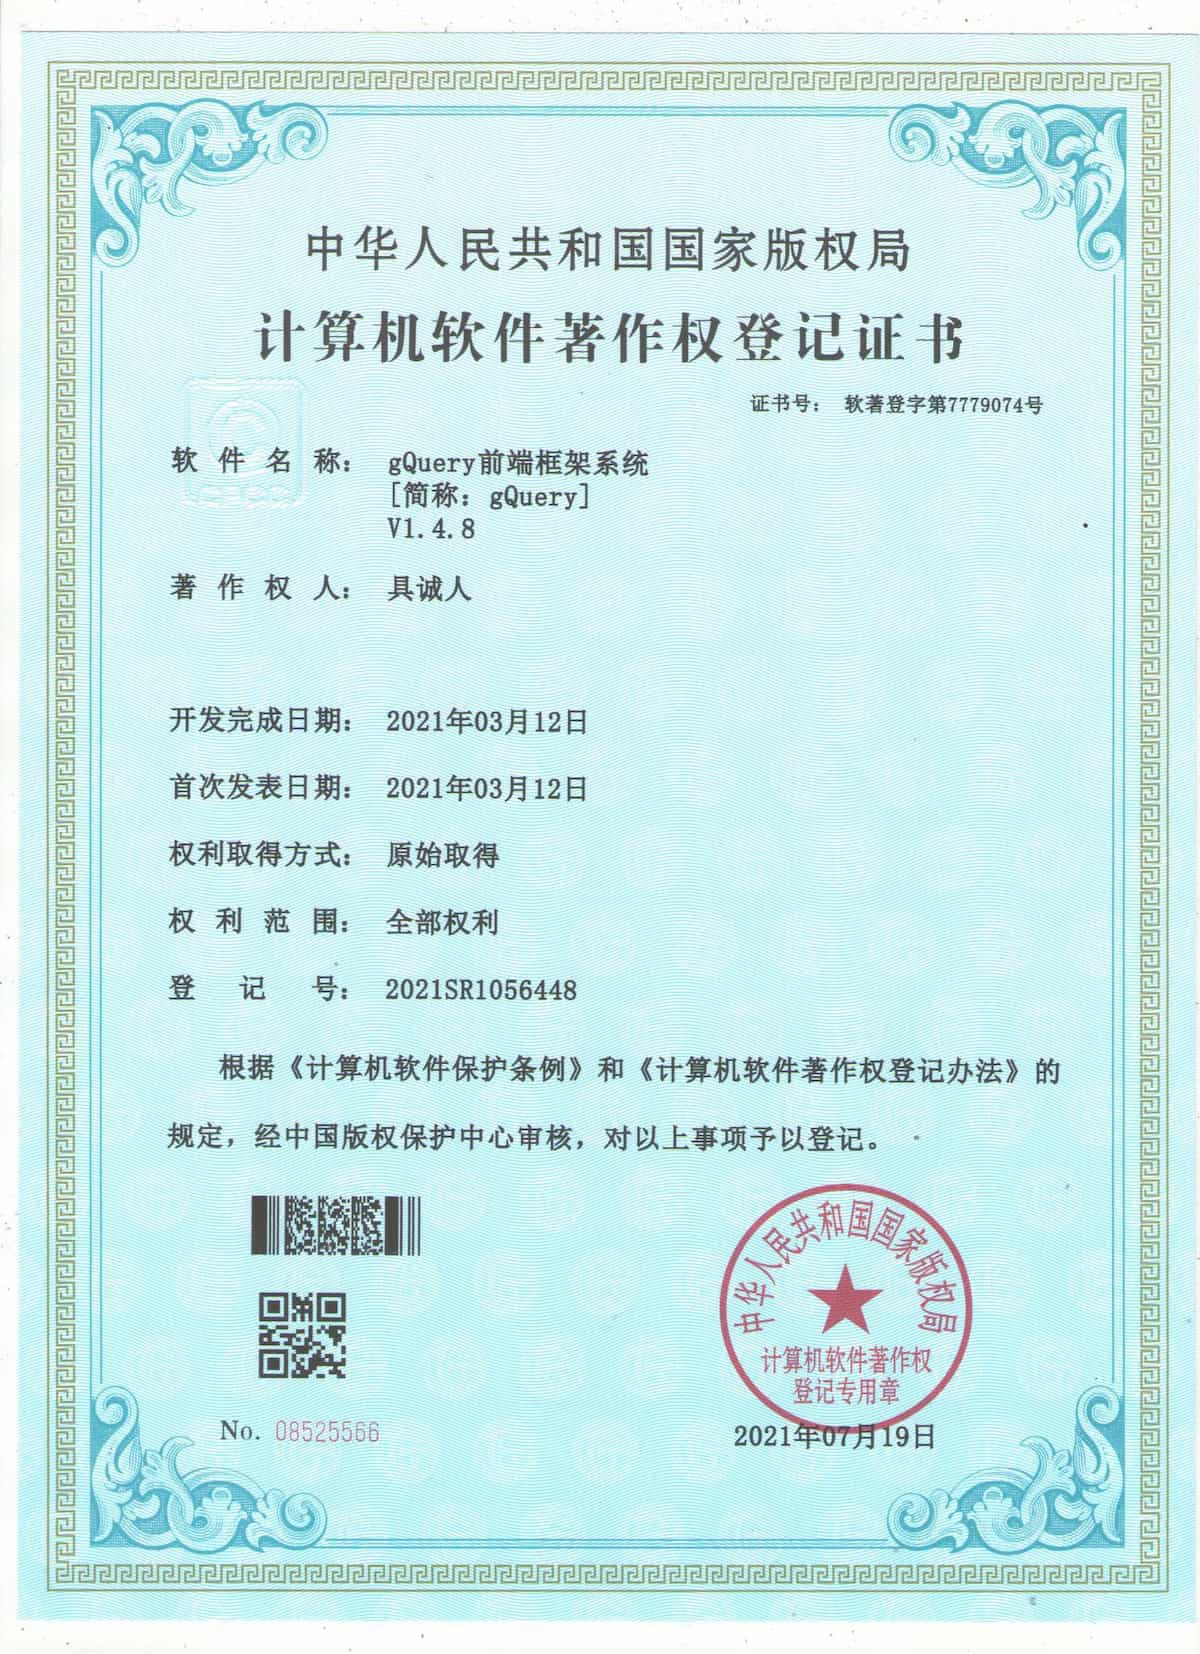 中华人民共和国国家版权局
计算机软件著作权登记证书
证书号： 软著登字第7779074号
软件名称： gQuery前端框架系统
[简称：gQuery]
V1.4.8
著作权人： 具诚人
开发完成日期： 2021年03月12日
首次发表日期： 2021年03月12日
权利取得方式： 原始取得
权利范围： 全部权利
登记号： 2021SR1056448
根据《计算机软件保护条例》和《计算机软件著作权登记办法》的
规定，经中国版权保护中心审核，对以上事项予以登记。
中华人民共和国国家版权局
计算机软件著作权
登记专用章
No. 08525566
2021年07月19日